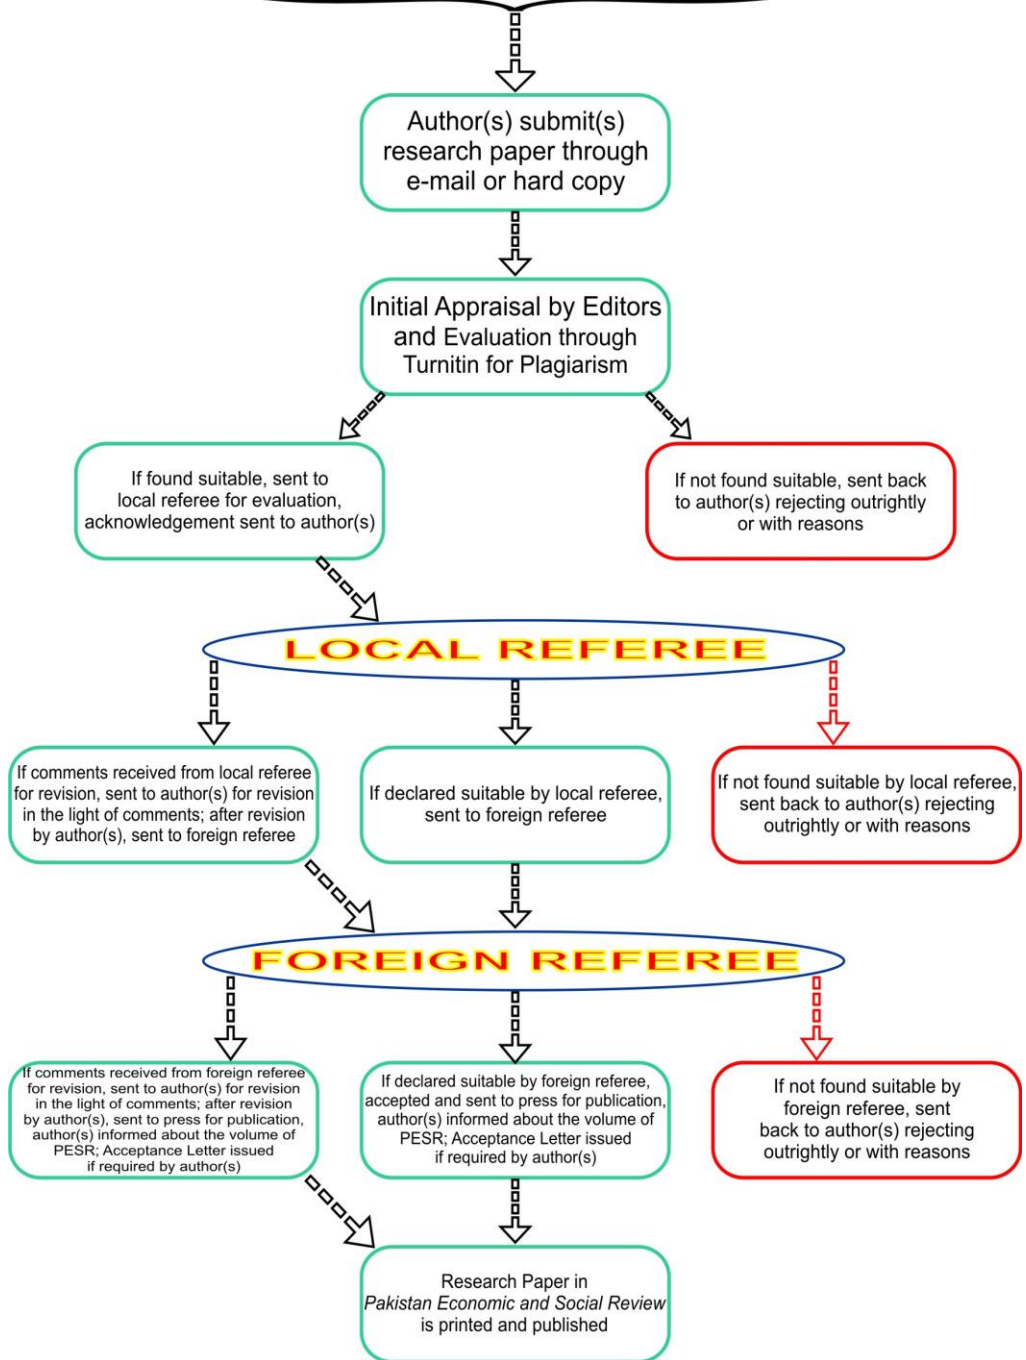 Author(s) submit(s)
research paper through
e-mail or hard copy
Initial Appraisal by Editors
and Evaluation through
Turnitin for Plagiarism
If found suitable, sent to
local referee for evaluation,
acknowledgement sent to author(s)
If not found suitable, sent back
to author(s) rejecting outrightly
or with reasons
LOCAL REFEREE
If comments received from local referee
for revision, sent to author(s) for revision
in the light of comments; after revision
by author(s), sent to foreign referee
If declared suitable by local referee,
sent to foreign referee
If not found suitable by local referee,
sent back to author(s) rejecting
outrightly or with reasons
FOREIGN REFEREE
If comments received from foreign referee
for revision, sent to author(s) for revision
in the light of comments; after revision
by author(s), sent to press for publication,
author(s) informed about the volume of
PESR; Acceptance Letter issued
if required by author(s)
If declared suitable by foreign referee,
accepted and sent to press for publication,
author(s) informed about the volume of
PESR; Acceptance Letter issued
if required by author(s)
If not found suitable by
foreign referee, sent
back to author(s) rejecting
outrightly or with reasons
Research Paper in
Pakistan Economic and Social Review
is printed and published